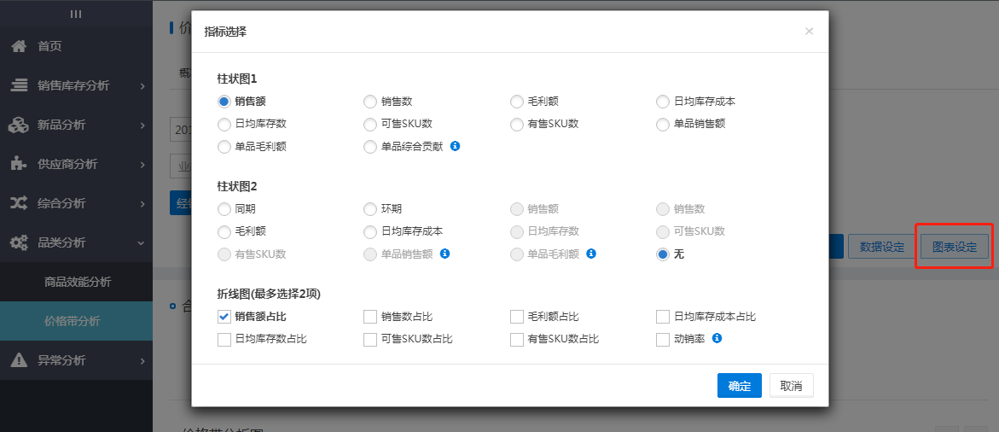 首页
销售库存分析
新品分析
供应商分析
综合分析
品类分析
商品效能分析
价格带分析
异常分析
指标选择
柱状图1
销售额 销售数 毛利额 日均库存成本
日均库存数 可售SKU数 有售SKU数 单品销售额
单品毛利额 单品综合贡献
柱状图2
同期 环期 销售额 销售数
毛利额 日均库存成本 日均库存数 可售SKU数
有售SKU数 单品销售额 单品毛利额 无
折线图(最多选择2项)
销售额占比 销售数占比 毛利额占比 日均库存成本占比
日均库存数占比 可售SKU数占比 有售SKU数占比 动销率
确定 取消
价
概
201
业
经
数据设定 图表设定
合
价格带分析图